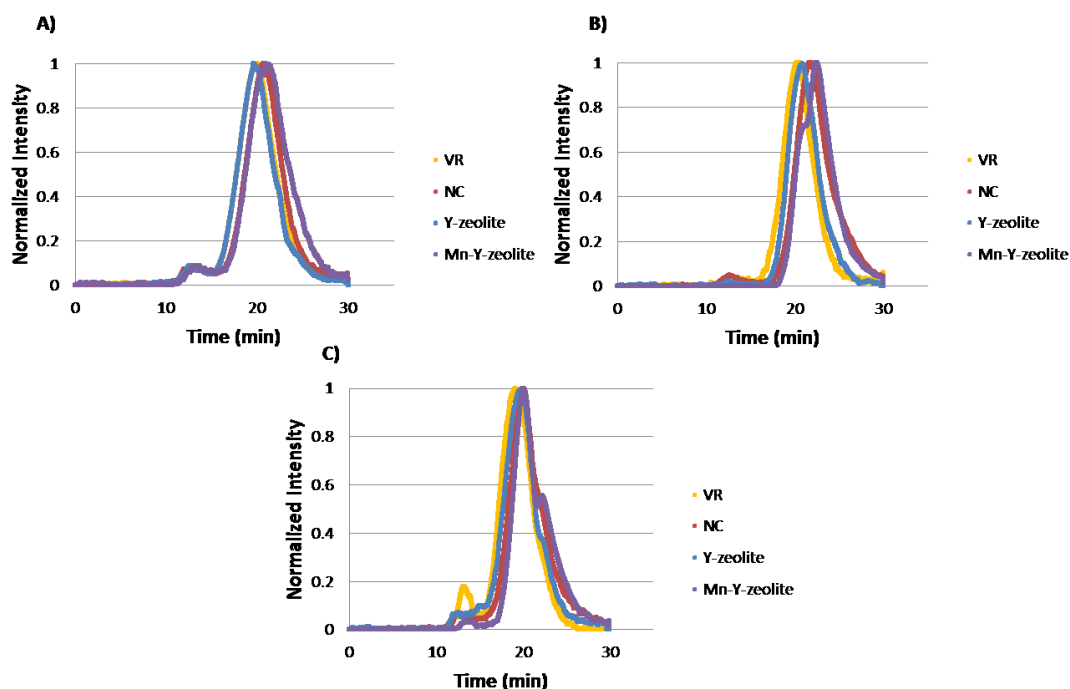 A)
Normalized Intensity
1
0.8
0.6
0.4
0.2
0
0 10 20 30
Time (min)
VR
NC
Y-zeolite
Mn-Y-zeolite
B)
Normalized Intensity
1
0.8
0.6
0.4
0.2
0
0 10 20 30
Time (min)
VR
NC
Y-zeolite
Mn-Y-zeolite
C)
Normalized Intensity
1
0.8
0.6
0.4
0.2
0
0 10 20 30
Time (min)
VR
NC
Y-zeolite
Mn-Y-zeolite